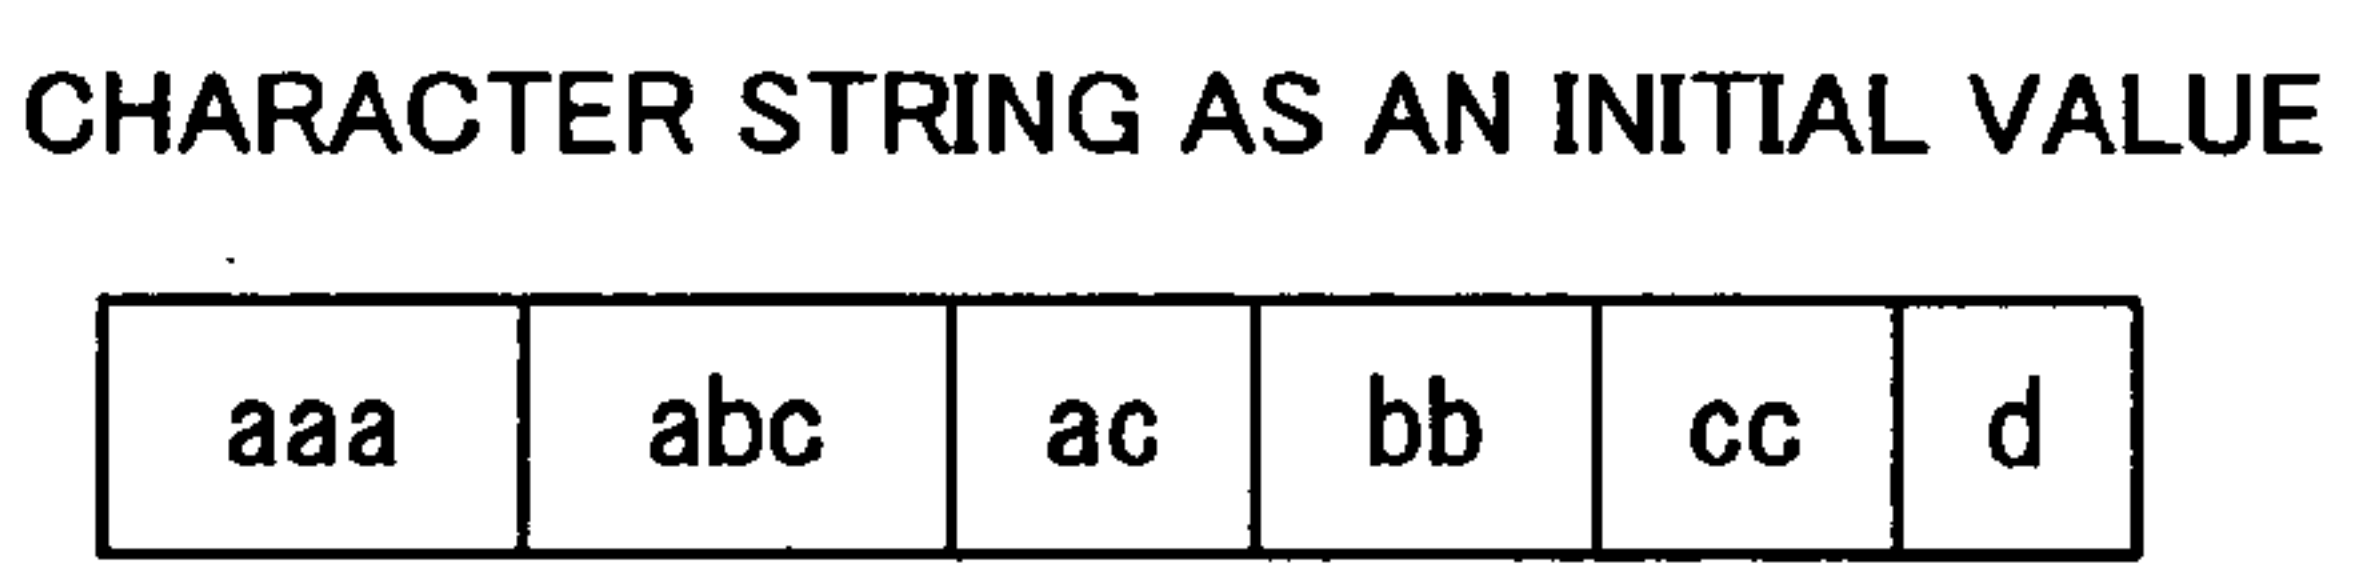 CHARACTER STRING AS AN INITIAL VALUE
aaa abc ac bb cc d